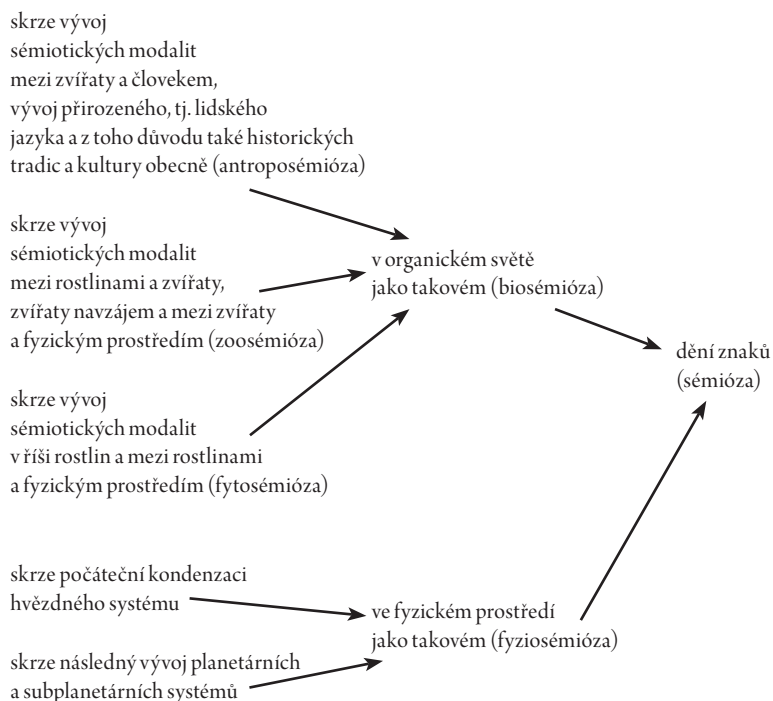 skrze vývoj
sémiotických modalit
mezi zvířaty a člověkem,
vývoj přirozeného, tj. lidského
jazyka a z toho důvodu také historických
tradic a kultury obecně (antroposémióza)
skrze vývoj
sémiotických modalit
mezi rostlinami a zvířaty,
zvířaty navzájem a mezi zvířaty
a fyzickým prostředím (zoosémióza)
skrze vývoj
sémiotických modalit
v říši rostlin a mezi rostlinami
a fyzickým prostředím (fytosémióza)
v organickém světě
jako takovém (biosémióza)
skrze počáteční kondenzaci
hvězdného systému
skrze následný vývoj planetárních
a subplanetárních systémů
ve fyzickém prostředí
jako takovém (fyziosémióza)
dění znaků
(sémióza)